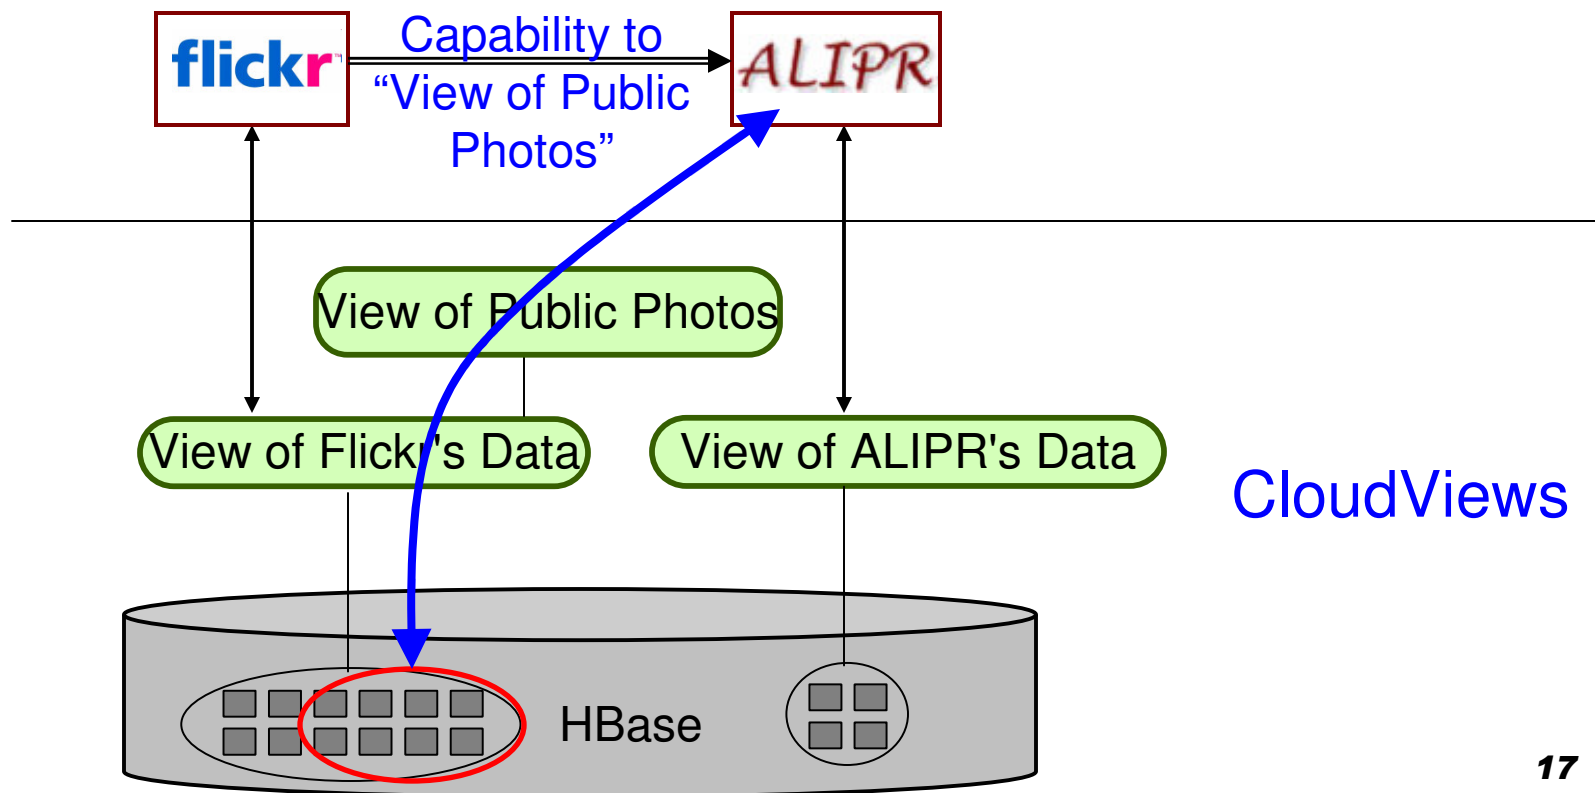 flickr
Capability to
“View of Public
Photos”
ALIPR
View of Public Photos
View of Flickr's Data
View of ALIPR's Data
CloudViews
HBase
17